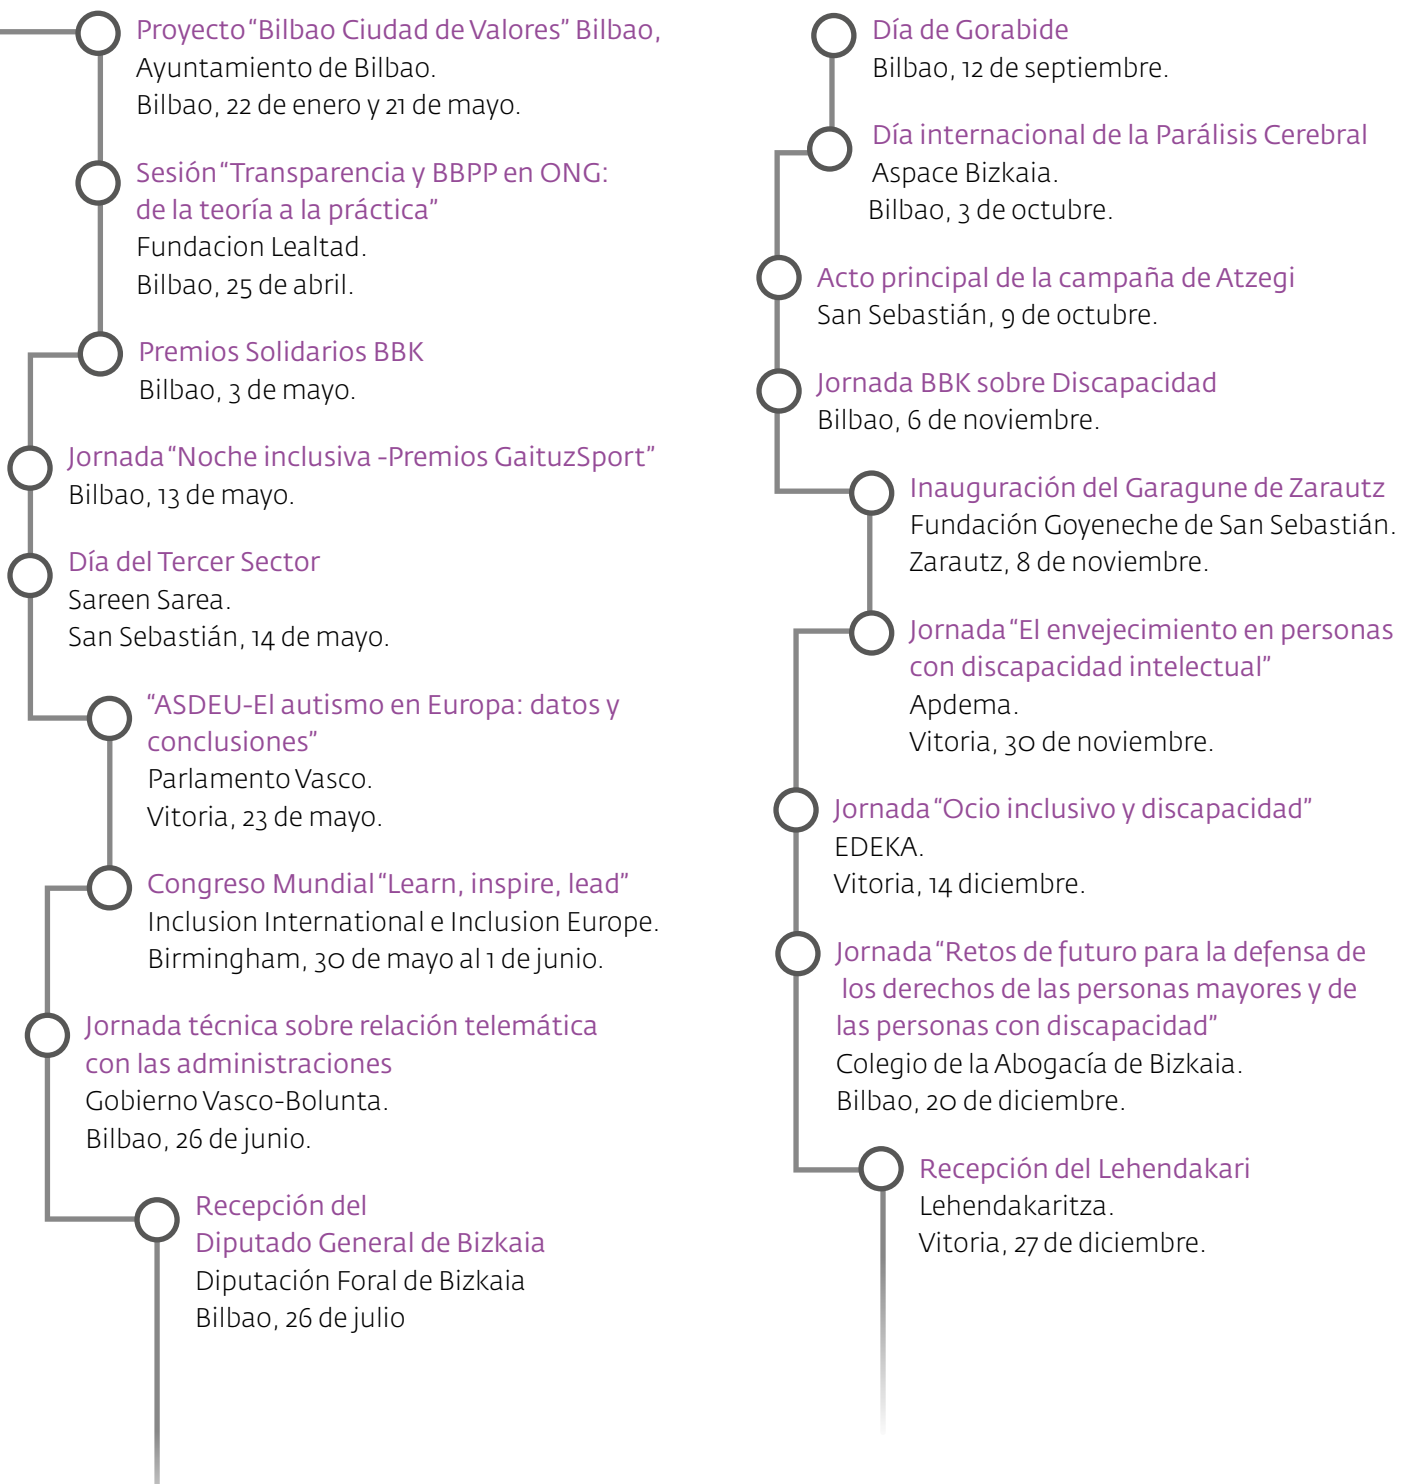 Proyecto “Bilbao Ciudad de Valores” Bilbao,
Ayuntamiento de Bilbao.
Bilbao, 22 de enero y 21 de mayo.
Sesión “Transparencia y BBPP en ONG:
de la teoría a la práctica”
Fundacion Lealtad.
Bilbao, 25 de abril.
Premios Solidarios BBK
Bilbao, 3 de mayo.
Jornada “Noche inclusiva -Premios GaituzSport”
Bilbao, 13 de mayo.
Día del Tercer Sector
Sareen Sarea.
San Sebastián, 14 de mayo.
“ASDEU-El autismo en Europa: datos y
conclusiones”
Parlamento Vasco.
Vitoria, 23 de mayo.
Congreso Mundial “Learn, inspire, lead”
Inclusion International e Inclusion Europe.
Birmingham, 30 de mayo al 1 de junio.
Jornada técnica sobre relación telemática
con las administraciones
Gobierno Vasco-Bolunta.
Bilbao, 26 de junio.
Recepción del
Diputado General de Bizkaia
Diputación Foral de Bizkaia
Bilbao, 26 de julio
Día de Gorabide
Bilbao, 12 de septiembre.
Día internacional de la Parálisis Cerebral
Aspace Bizkaia.
Bilbao, 3 de octubre.
Acto principal de la campaña de Atzegi
San Sebastián, 9 de octubre.
Jornada BBK sobre Discapacidad
Bilbao, 6 de noviembre.
Inauguración del Garagune de Zarautz
Fundación Goyeneche de San Sebastián.
Zarautz, 8 de noviembre.
Jornada “El envejecimiento en personas
con discapacidad intelectual”
Apdema.
Vitoria, 30 de noviembre.
Jornada “Ocio inclusivo y discapacidad”
EDEKA.
Vitoria, 14 diciembre.
Jornada “Retos de futuro para la defensa de
los derechos de las personas mayores y de
las personas con discapacidad”
Colegio de la Abogacía de Bizkaia.
Bilbao, 20 de diciembre.
Recepción del Lehendakari
Lehendakaritza.
Vitoria, 27 de diciembre.